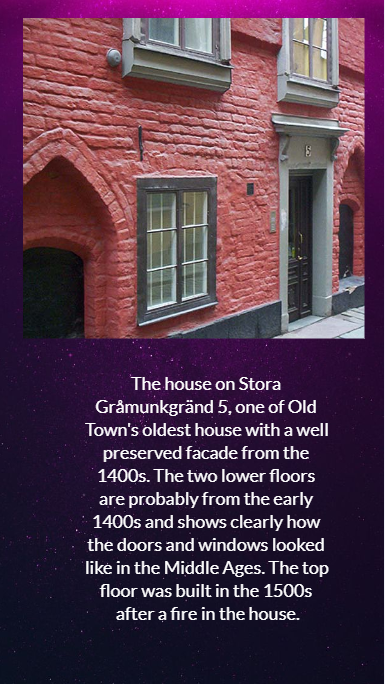 5
The house on Stora
Gråmunkgränd 5, one of Old
Town's oldest house with a well
preserved facade from the
1400s. The two lower floors
are probably from the early
1400s and shows clearly how
the doors and windows looked
like in the Middle Ages. The top
floor was built in the 1500s
after a fire in the house.